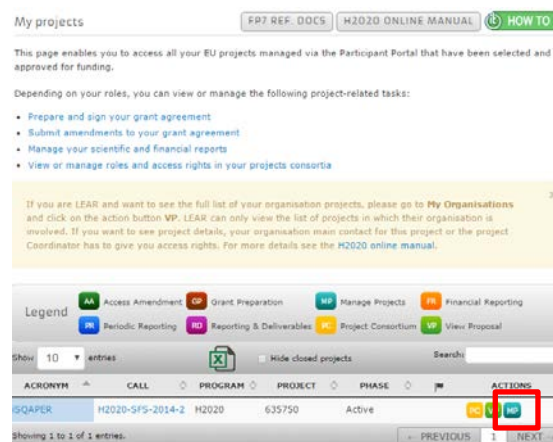 My projects
FP7 REF. DOCS H2020 ONLINE MANUAL HOW TO
This page enables you to access all your EU projects managed via the Participant Portal that have been selected and
approved for funding.
Depending on your roles, you can view or manage the following project-related tasks:
• Prepare and sign your grant agreement
• Submit amendments to your grant agreement
• Manage your scientific and financial reports
• View or manage roles and access rights in your projects consortia
If you are LEAR and want to see the full list of your organisation projects, please go to My Organisations
and click on the action button VP. LEAR can only view the list of projects in which their organisation is
involved. If you want to see project details, your organisation main contact for this project or the project
Coordinator has to give you access rights. For more details see the H2020 online manual.
Legend
AA Access Amendment GP Grant Preparation MP Manage Projects FR Financial Reporting
PR Periodic Reporting RD Reporting & Deliverables PC Project Consortium VP View Proposal
Show 10 entries Hide closed projects Search:
ACRONYM CALL PROGRAM PROJECT PHASE ACTIONS
iSQAPER H2020-SFS-2014-2 H2020 635750 Active PC MP
Showing 1 to 1 of 1 entries. PREVIOUS 1 NEXT